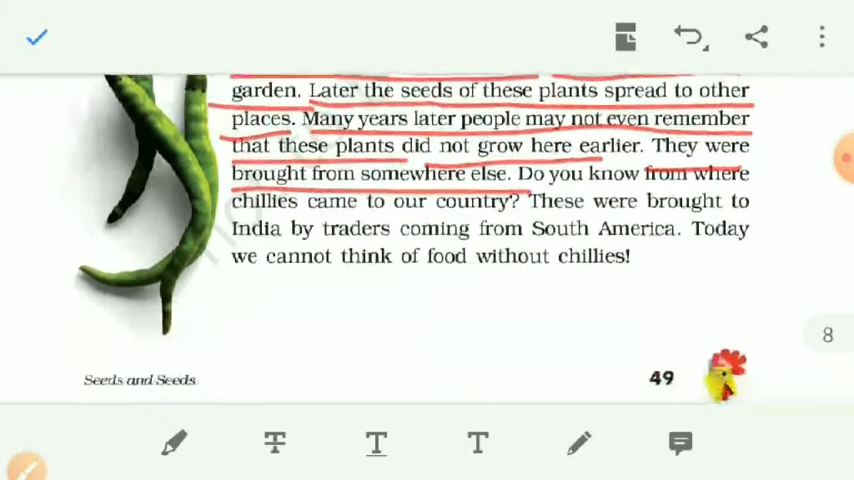 garden. Later the seeds of these plants spread to other
places. Many years later people may not even remember
that these plants did not grow here earlier. They were
brought from somewhere else. Do you know from where
chillies came to our country? These were brought to
India by traders coming from South America. Today
we cannot think of food without chillies!
8
Seeds and Seeds
49
T
T
T